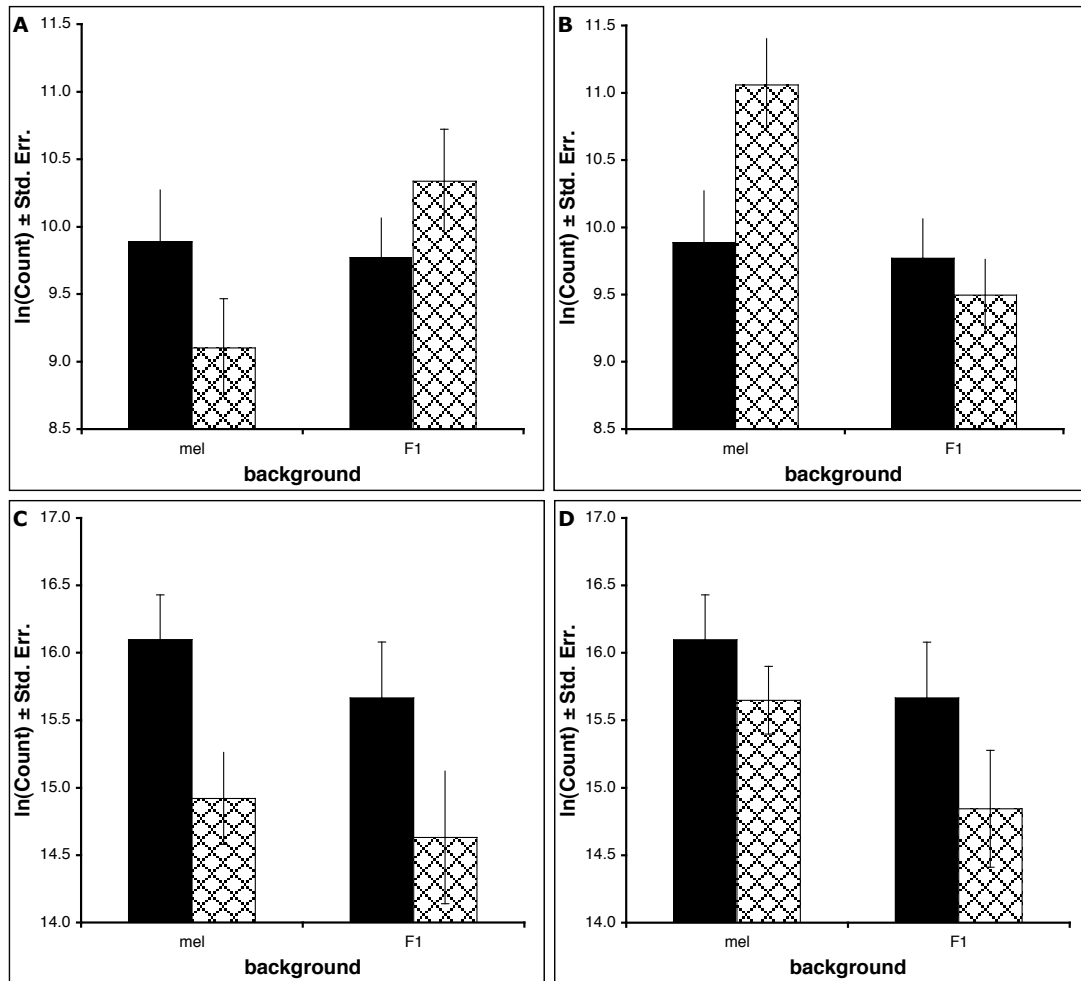 A
ln(Count) ± Std. Err.
11.5
11.0
10.5
10.0
9.5
9.0
8.5
mel
F1
background
B
ln(Count) ± Std. Err.
11.5
11.0
10.5
10.0
9.5
9.0
8.5
mel
F1
background
C
ln(Count) ± Std. Err.
17.0
16.5
16.0
15.5
15.0
14.5
14.0
mel
F1
background
D
ln(Count) ± Std. Err.
17.0
16.5
16.0
15.5
15.0
14.5
14.0
mel
F1
background